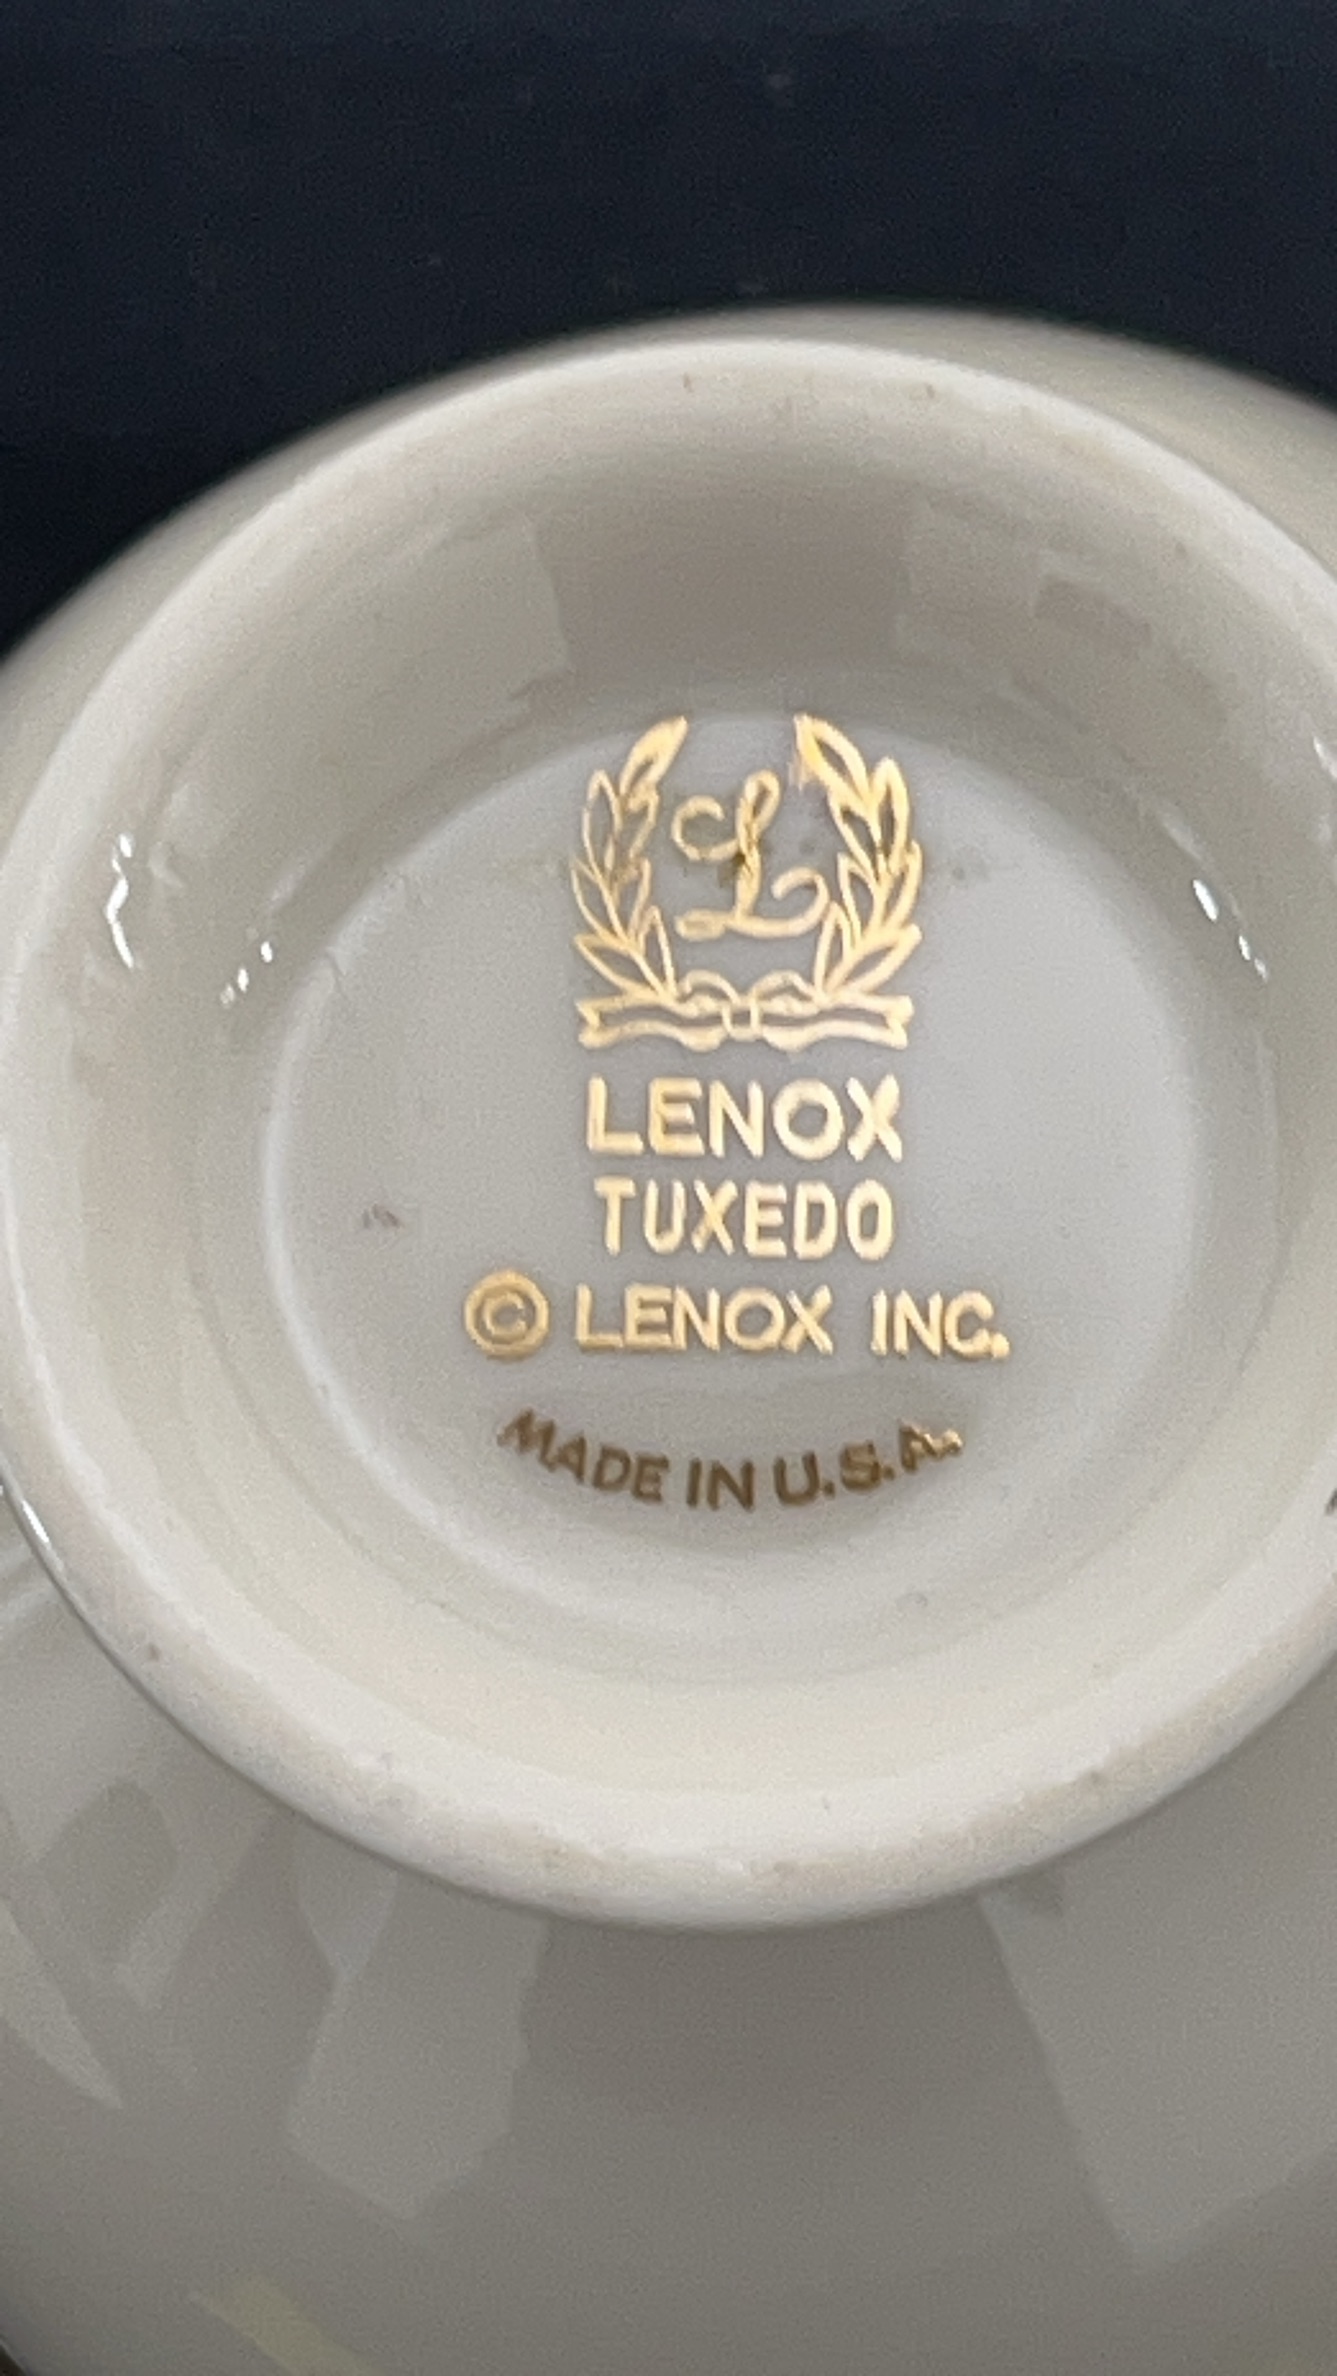 L
LENOX
TUXEDO
© LENOX INC.
MADE IN U.S.A.